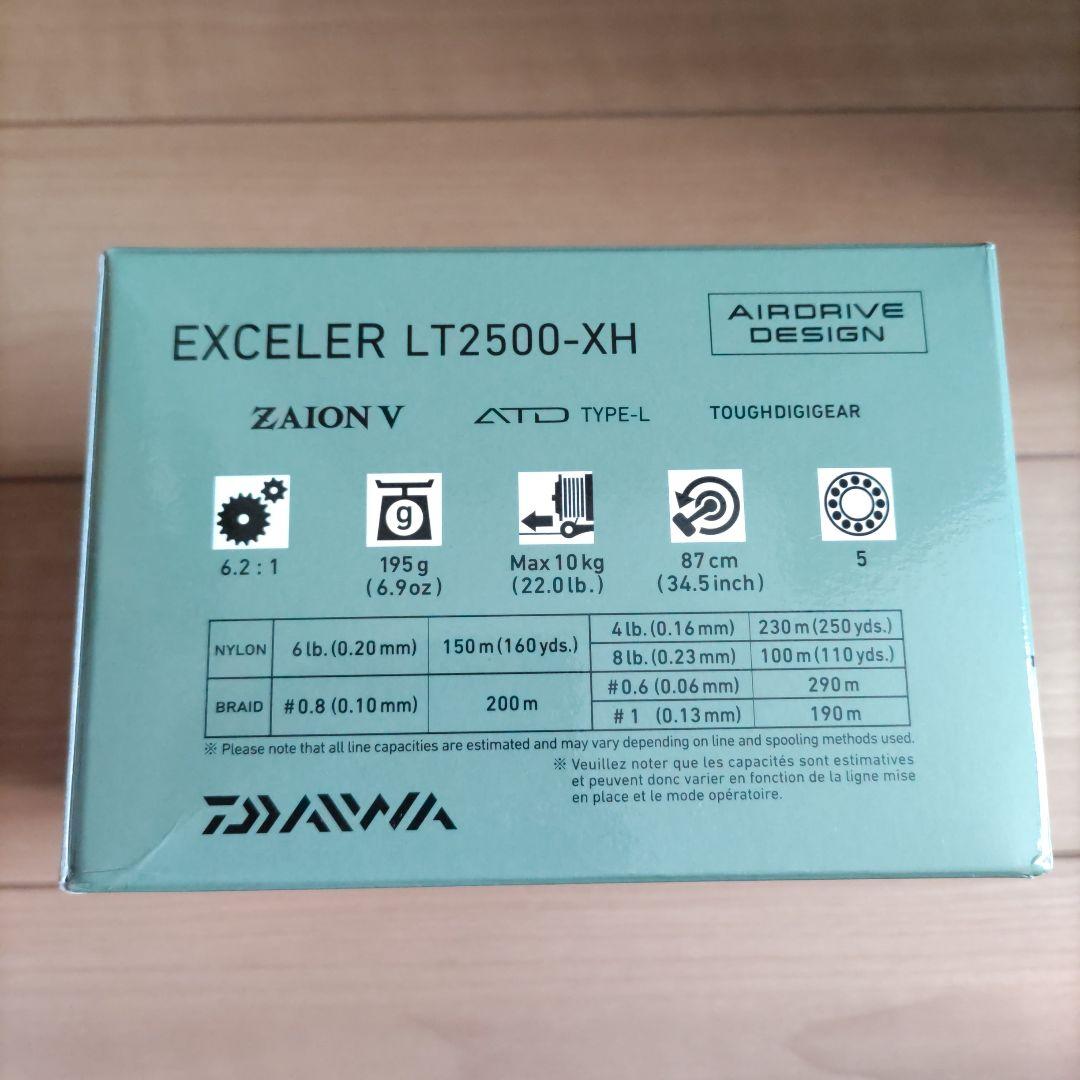 EXCELER LT2500-XH
AIRDRIVE
DESIGN
ZAION V
ATD TYPE-L
TOUGHDIGIGEAR
g
6.2 : 1
195 g
(6.9oz)
Max 10 kg
(22.0 lb.)
87 cm
(34.5 inch)
5
NYLON 6 lb. (0.20 mm) 150 m (160 yds.)
4 lb. (0.16 mm) 230 m (250 yds.)
8 lb. (0.23 mm) 100 m (110 yds.)
BRAID #0.8 (0.10 mm) 200 m
#0.6 (0.06 mm) 290 m
#1 (0.13 mm) 190 m
※ Please note that all line capacities are estimated and may vary depending on line and spooling methods used.
※ Veuillez noter que les capacités sont estimatives
et peuvent donc varier en fonction de la ligne mise
en place et le mode opératoire.
DAIWA